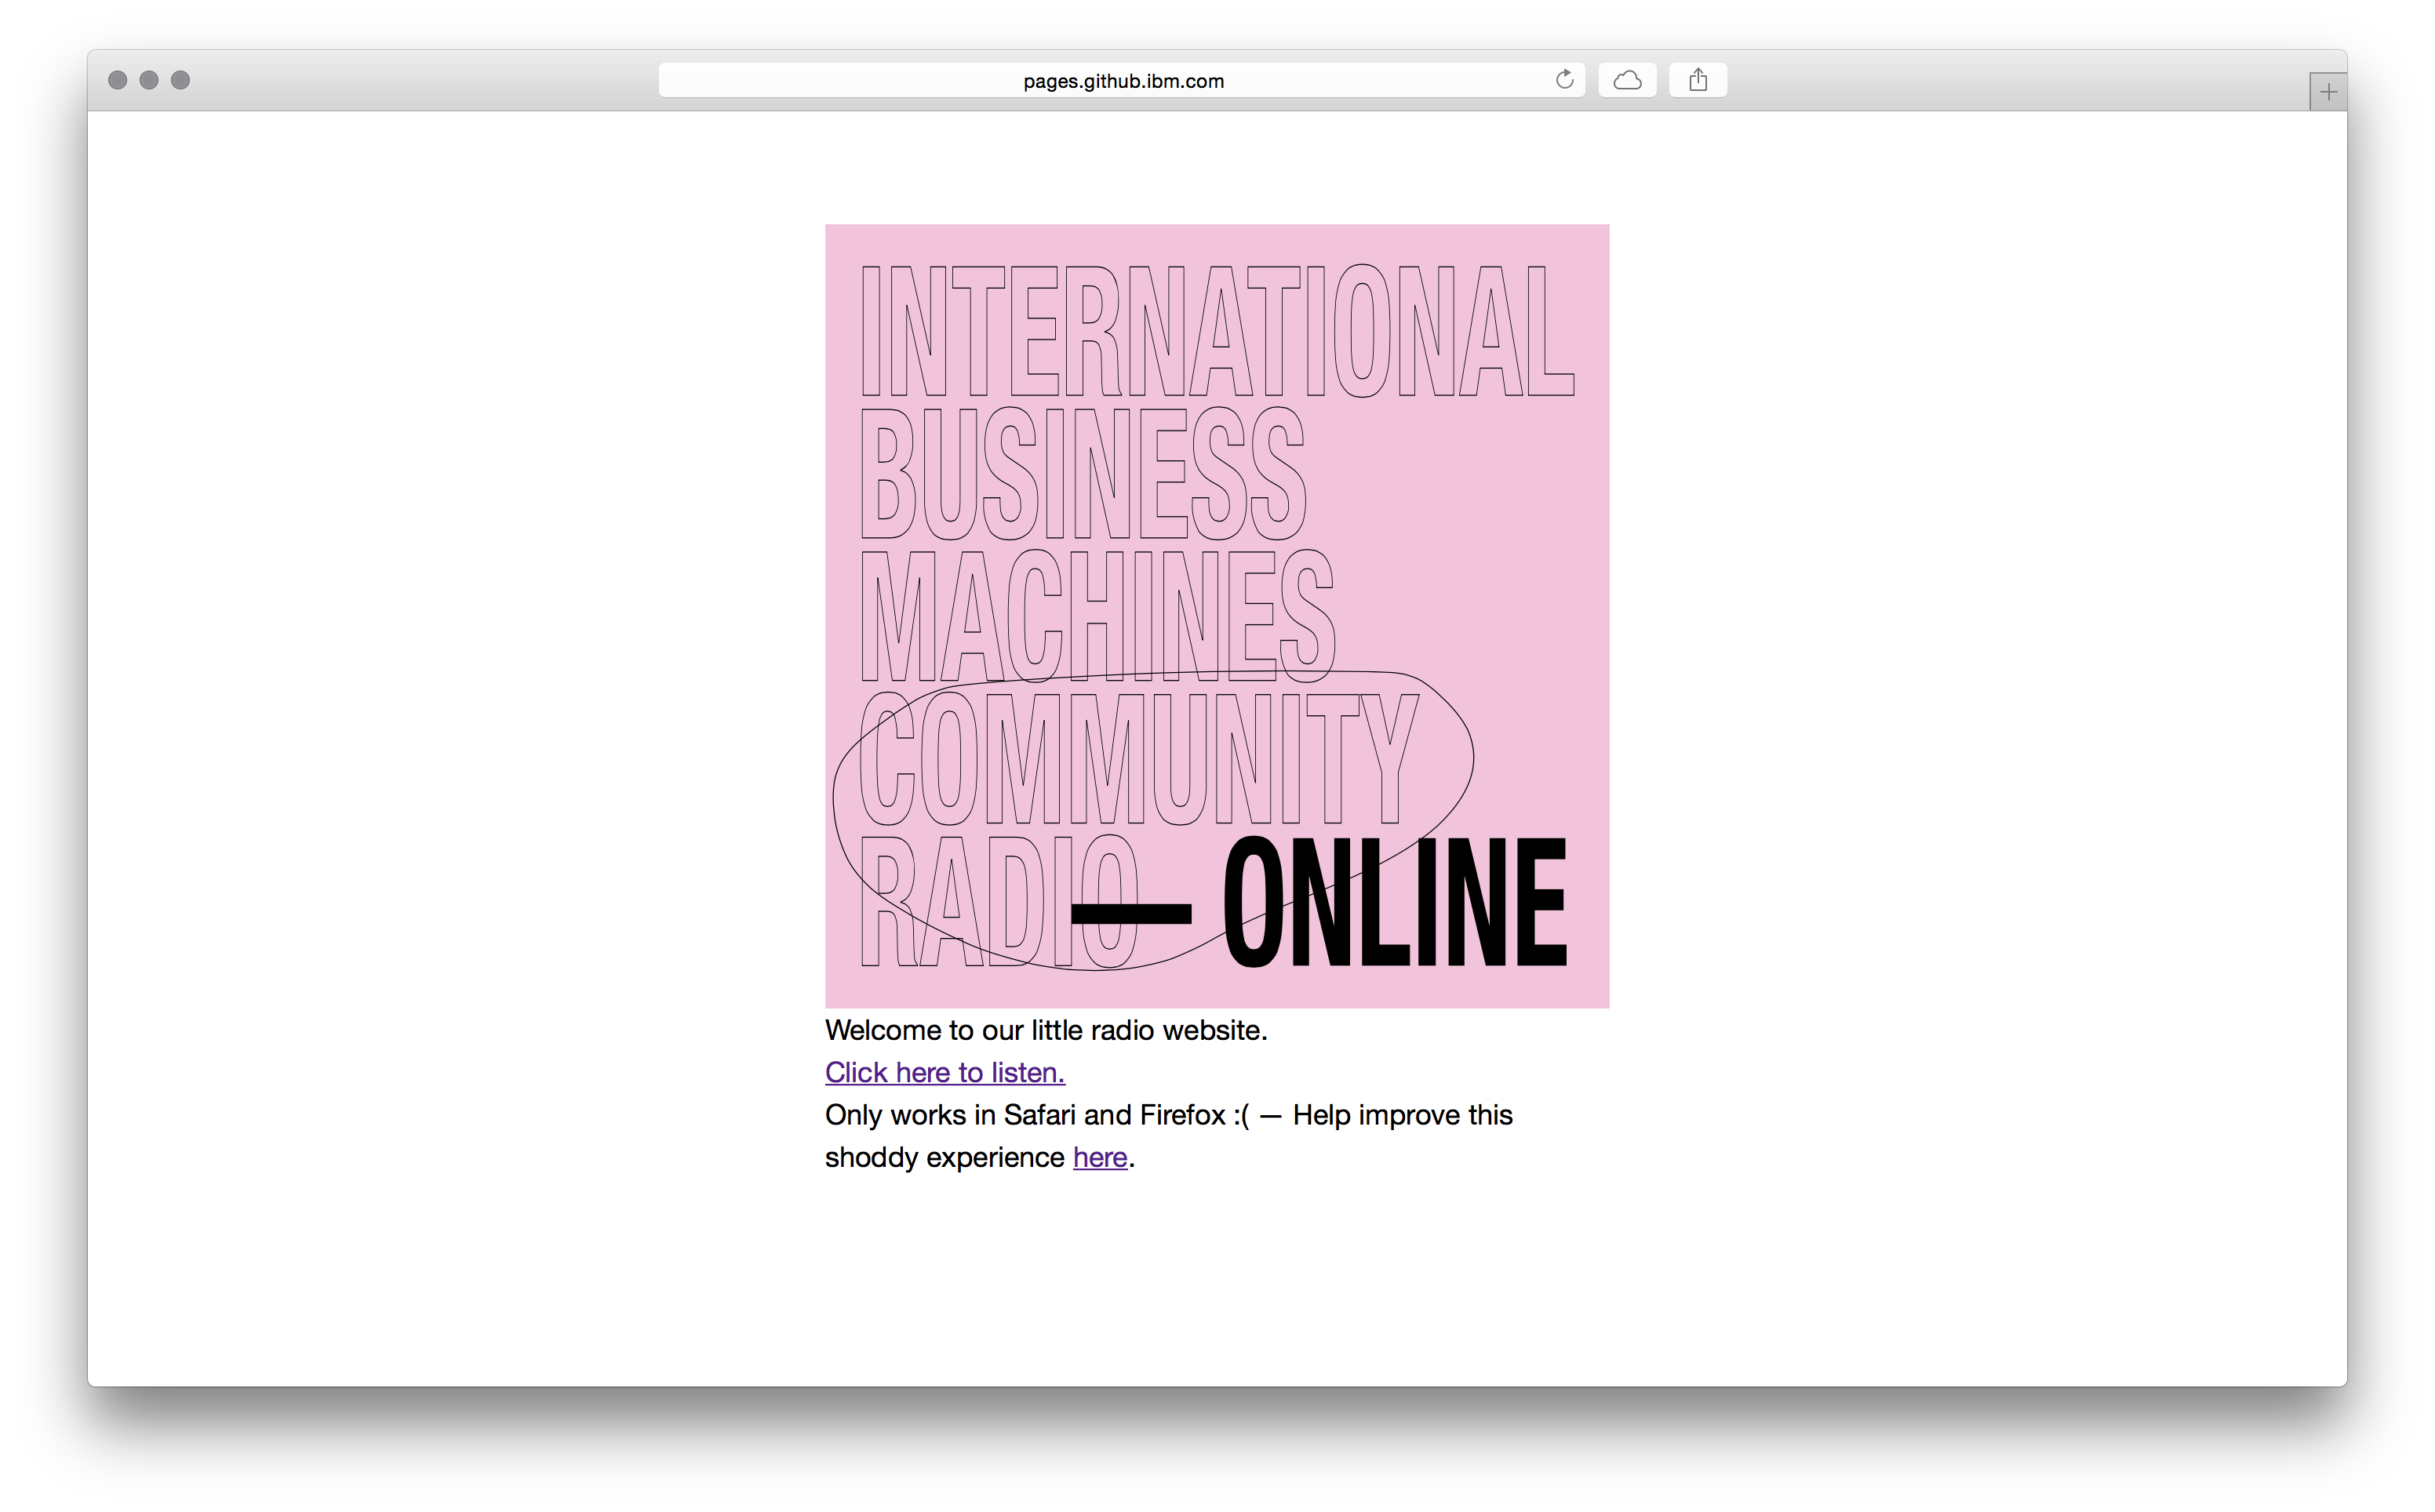 pages.github.ibm.com
INTERNATIONAL
BUSINESS
MACHINES
COMMUNITY
RADIO — ONLINE
Welcome to our little radio website.
Click here to listen.
Only works in Safari and Firefox :( — Help improve this
shoddy experience here.